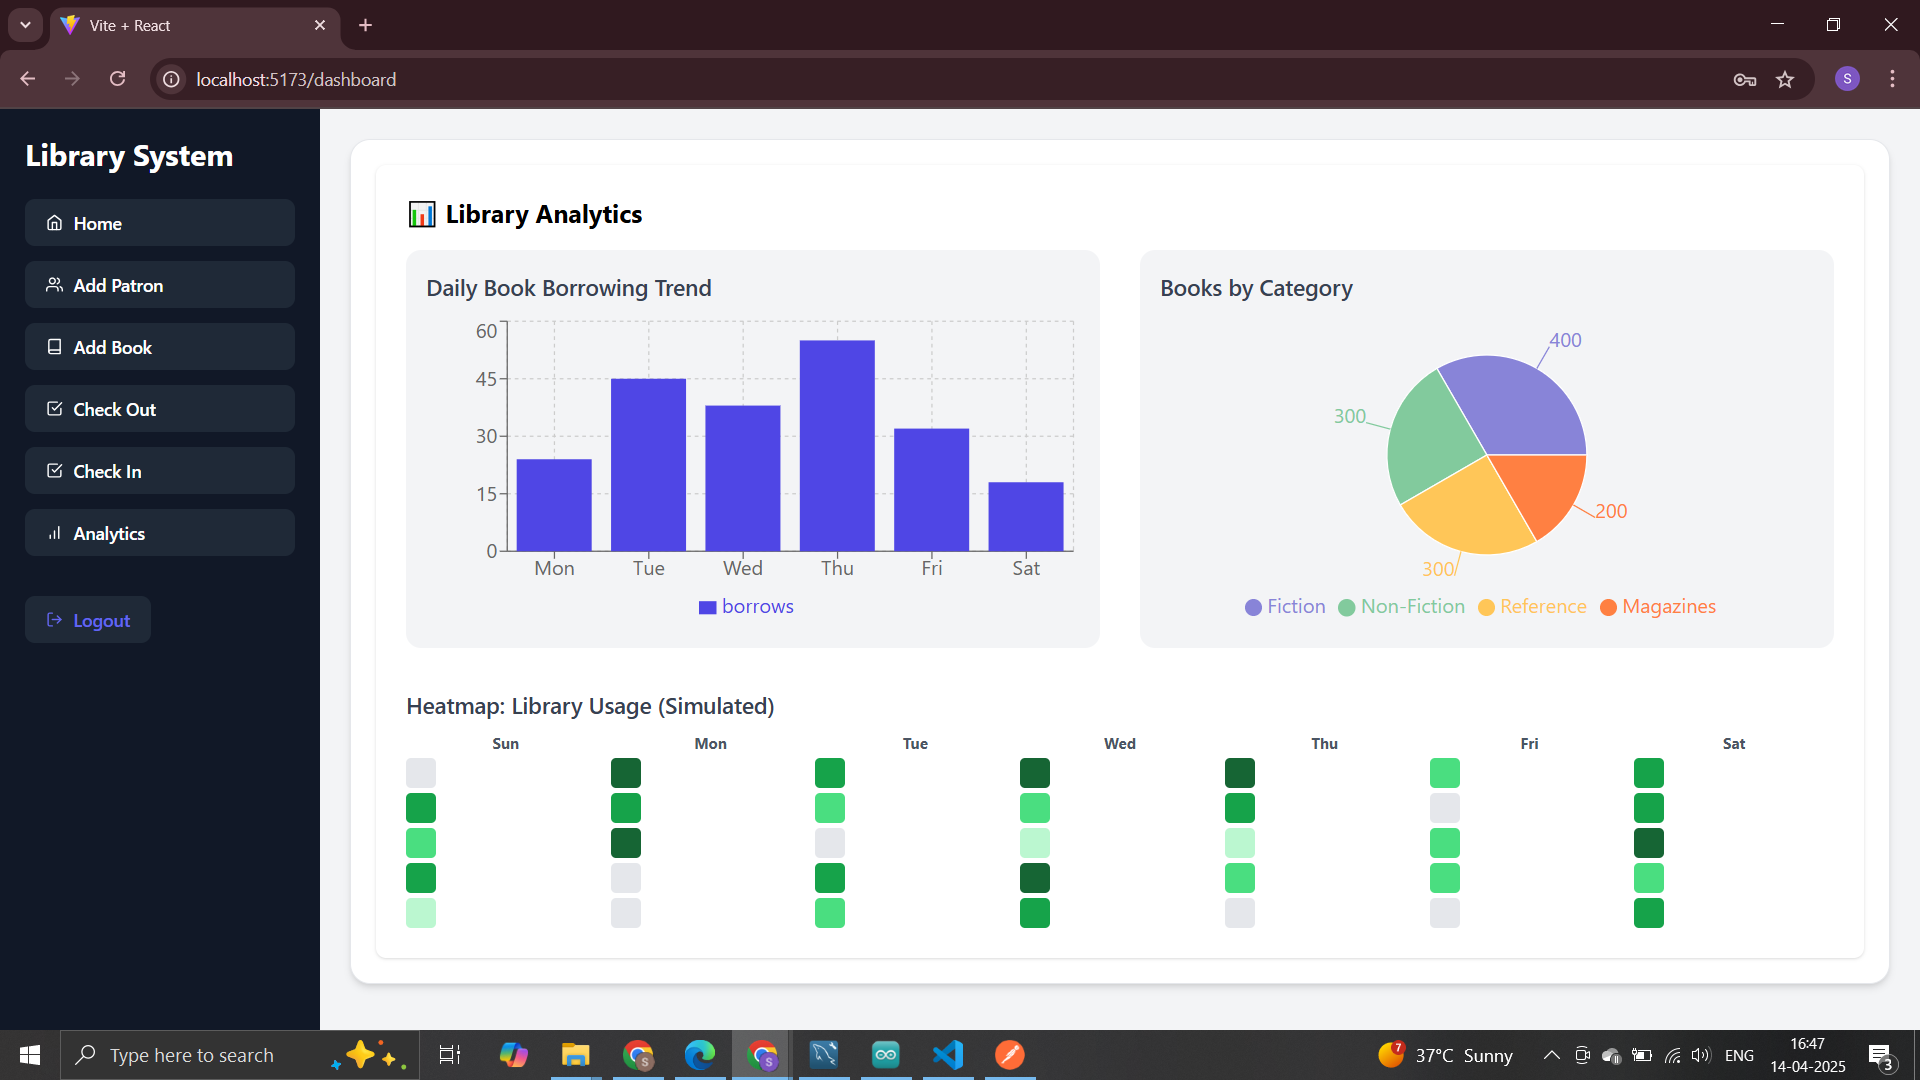 Vite + React
localhost:5173/dashboard
S
Library System
Home
Add Patron
Add Book
Check Out
Check In
Analytics
Logout
Library Analytics
Daily Book Borrowing Trend
60
45
30
15
0
Mon Tue Wed Thu Fri Sat
borrows
Books by Category
400
300
200
300
Fiction Non-Fiction Reference Magazines
Heatmap: Library Usage (Simulated)
Sun Mon Tue Wed Thu Fri Sat
Type here to search
S
S
7
37°C Sunny
ENG
16:47
14-04-2025
3